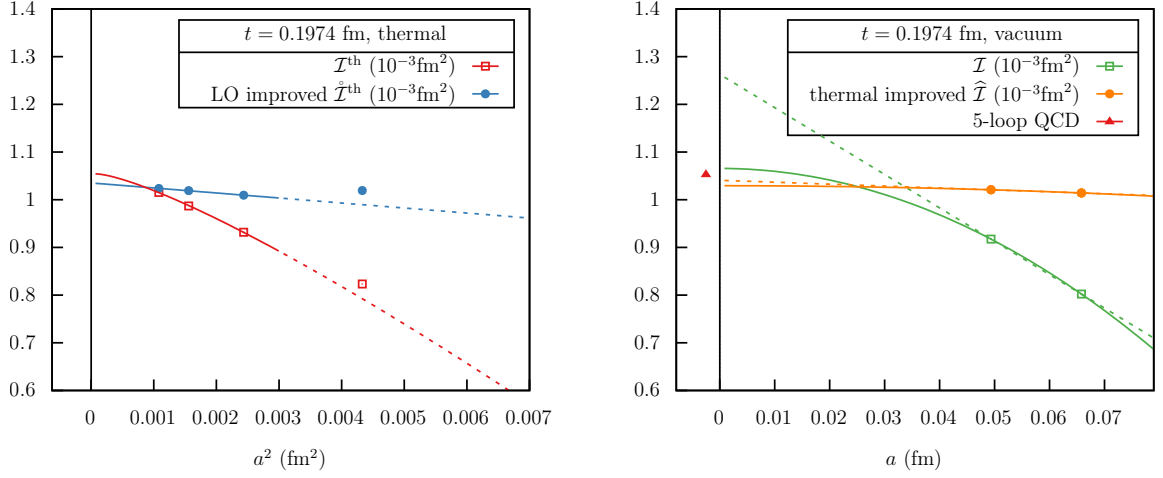 t = 0.1974 fm, thermal
ℐ^th (10^−3 fm^2)
LO improved ℐ̊^th (10^−3 fm^2)
1.4
1.3
1.2
1.1
1
0.9
0.8
0.7
0.6
0 0.001 0.002 0.003 0.004 0.005 0.006 0.007
a^2 (fm^2)
t = 0.1974 fm, vacuum
ℐ (10^−3 fm^2)
thermal improved ℐ̂ (10^−3 fm^2)
5-loop QCD
1.4
1.3
1.2
1.1
1
0.9
0.8
0.7
0.6
0 0.01 0.02 0.03 0.04 0.05 0.06 0.07
a (fm)